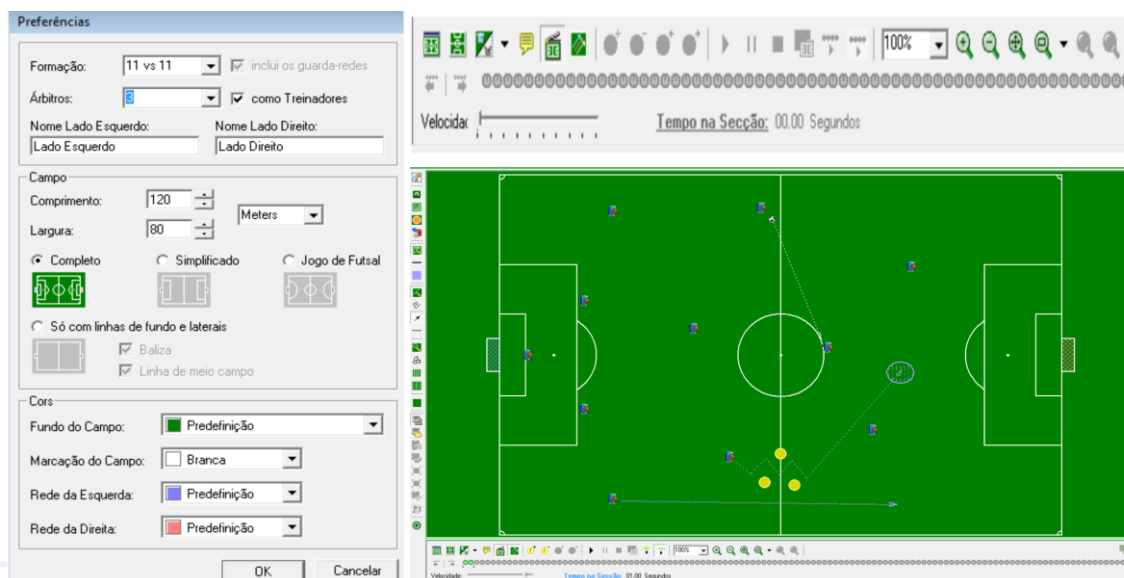 Preferências
Formação: 11 vs 11 inclui os guarda-redes
Árbitros: 3 como Treinadores
Nome Lado Esquerdo: Nome Lado Direito:
Lado Esquerdo Lado Direito
Campo
Comprimento: 120
Meters
Largura: 80
Completo Simplificado Jogo de Futsal
Só com linhas de fundo e laterais
Baliza
Linha de meio campo
Cors
Fundo do Campo: Predefinição
Marcação do Campo: Branca
Rede da Esquerda: Predefinição
Rede da Direita: Predefinição
OK Cancelar
100%
Velocidac Tempo na Secção: 00.00 Segundos
100%
Velocidade: Tempo na Secção: 01.00 Segundos